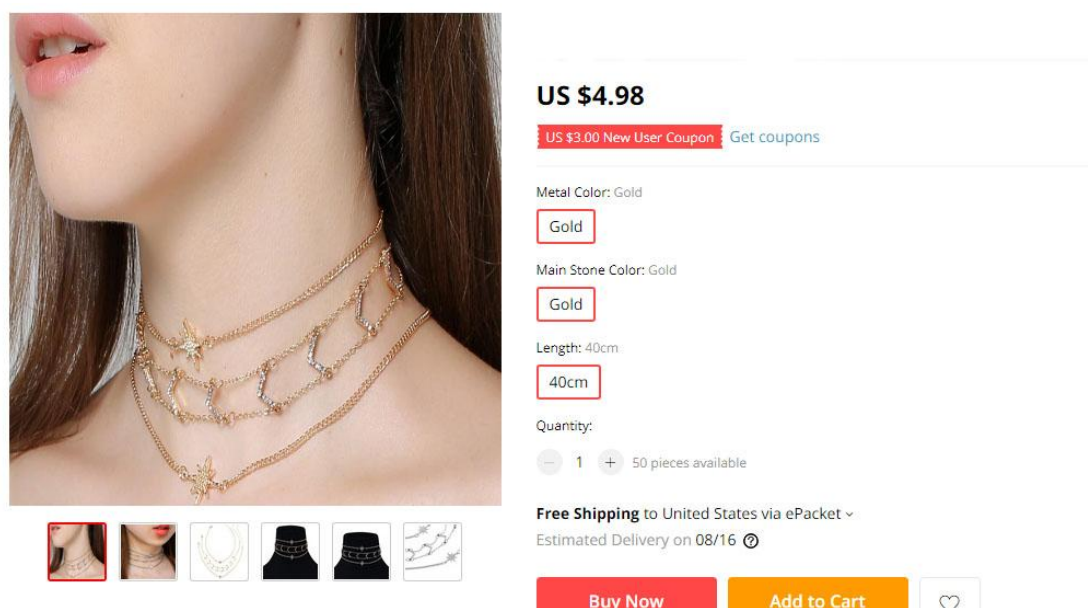 US $4.98
US $3.00 New User Coupon Get coupons
Metal Color: Gold
Gold
Main Stone Color: Gold
Gold
Length: 40cm
40cm
Quantity:
− 1 + 50 pieces available
Free Shipping to United States via ePacket
Estimated Delivery on 08/16 ?
Buy Now Add to Cart